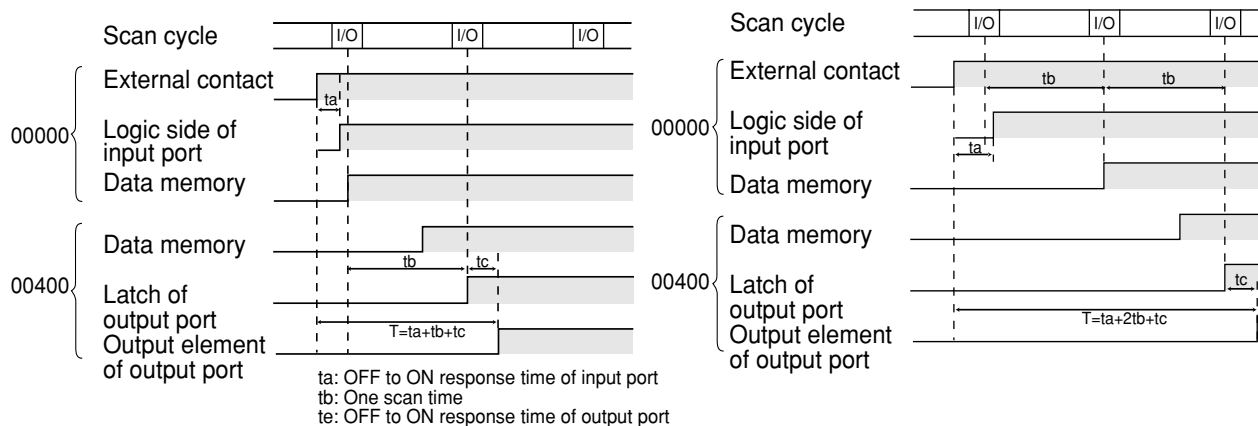 Scan cycle
I/O
I/O
I/O
External contact
ta
00000
Logic side of
input port
Data memory
Data memory
tb
tc
00400
Latch of
output port
T=ta+tb+tc
Output element
of output port
ta: OFF to ON response time of input port
tb: One scan time
te: OFF to ON response time of output port
Scan cycle
I/O
I/O
I/O
External contact
tb
tb
00000
Logic side of
input port
ta
Data memory
Data memory
00400
Latch of
output port
tc
T=ta+2tb+tc
Output element
of output port